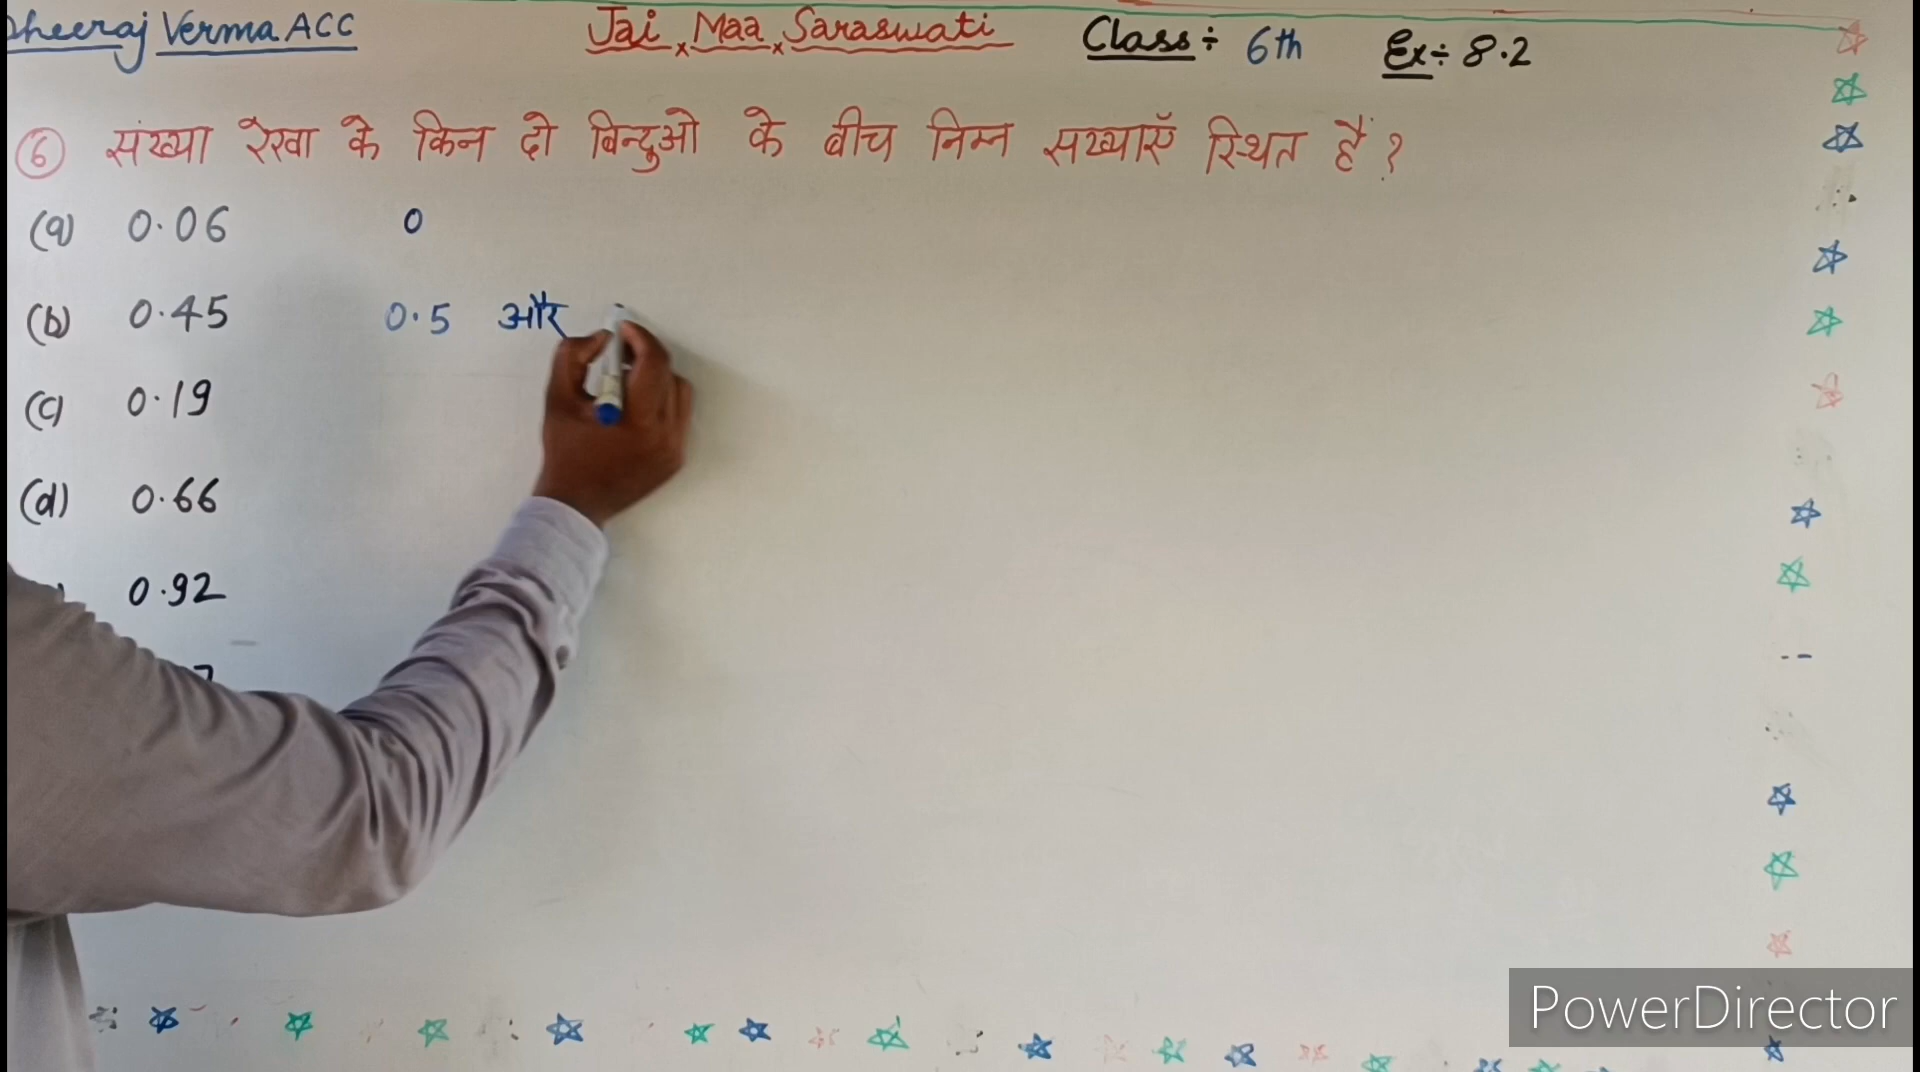 Dheeraj Verma ACC Jai Maa Saraswati Class÷ 6th Ex÷ 8.2
6 संख्या रेखा के किन दो बिन्दुओ के बीच निम्न सख्याएँ स्थित हैं ?
(a) 0.06 0
(b) 0.45 0.5 और
(c) 0.19
(d) 0.66
0.92
PowerDirector